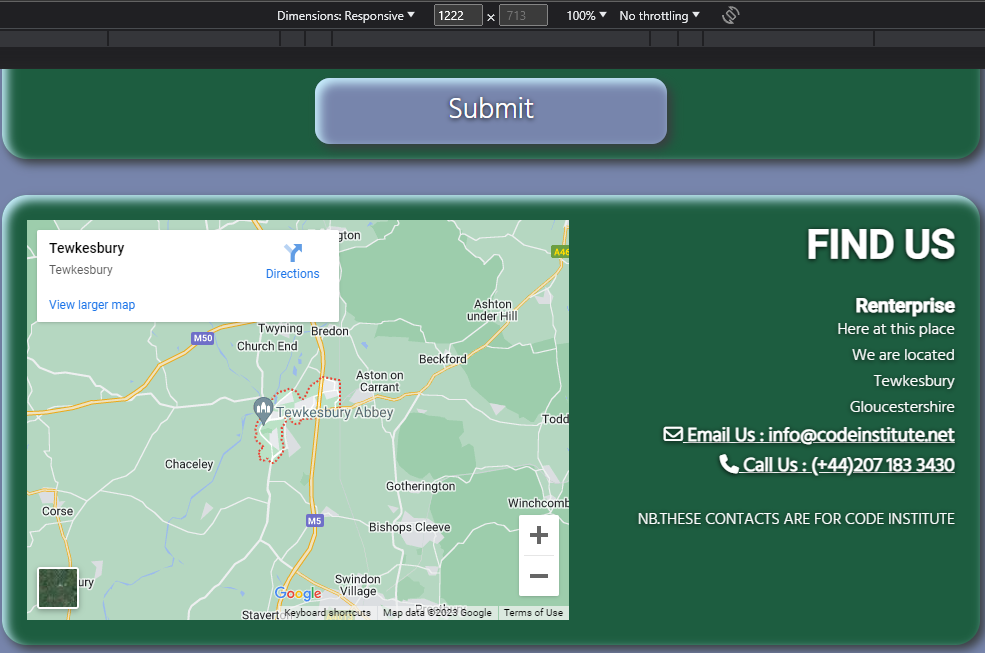 Dimensions: Responsive 1222 × 713 100% No throttling
Submit
Tewkesbury
Tewkesbury
Directions
View larger map
gton
A46
Ashton
under Hill
Twyning
Bredon
M50
Church End
Beckford
Aston on
Carrant
Tewkesbury Abbey
Todd
Chaceley
Gotherington
Winchcomb
Corse
M5
Bishops Cleeve
ury
Swindon
Village
Google
Staverton
Keyboard shortcuts
Map data ©2023 Google
Terms of Use
FIND US
Renterprise
Here at this place
We are located
Tewkesbury
Gloucestershire
Email Us : info@codeinstitute.net
Call Us : (+44)207 183 3430
NB.THESE CONTACTS ARE FOR CODE INSTITUTE